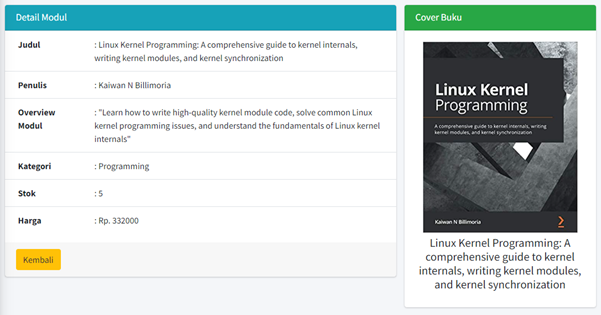 Detail Modul
Judul : Linux Kernel Programming: A comprehensive guide to kernel internals,
writing kernel modules, and kernel synchronization
Penulis : Kaiwan N Billimoria
Overview : "Learn how to write high-quality kernel module code, solve common Linux
Modul kernel programming issues, and understand the fundamentals of Linux kernel
internals"
Kategori : Programming
Stok : 5
Harga : Rp. 332000
Kembali
Cover Buku
Linux Kernel
Programming
A comprehensive guide to kernel internals, writing
kernel modules, and kernel synchronization
Kaiwan N Billimoria
Linux Kernel Programming: A
comprehensive guide to kernel
internals, writing kernel modules,
and kernel synchronization